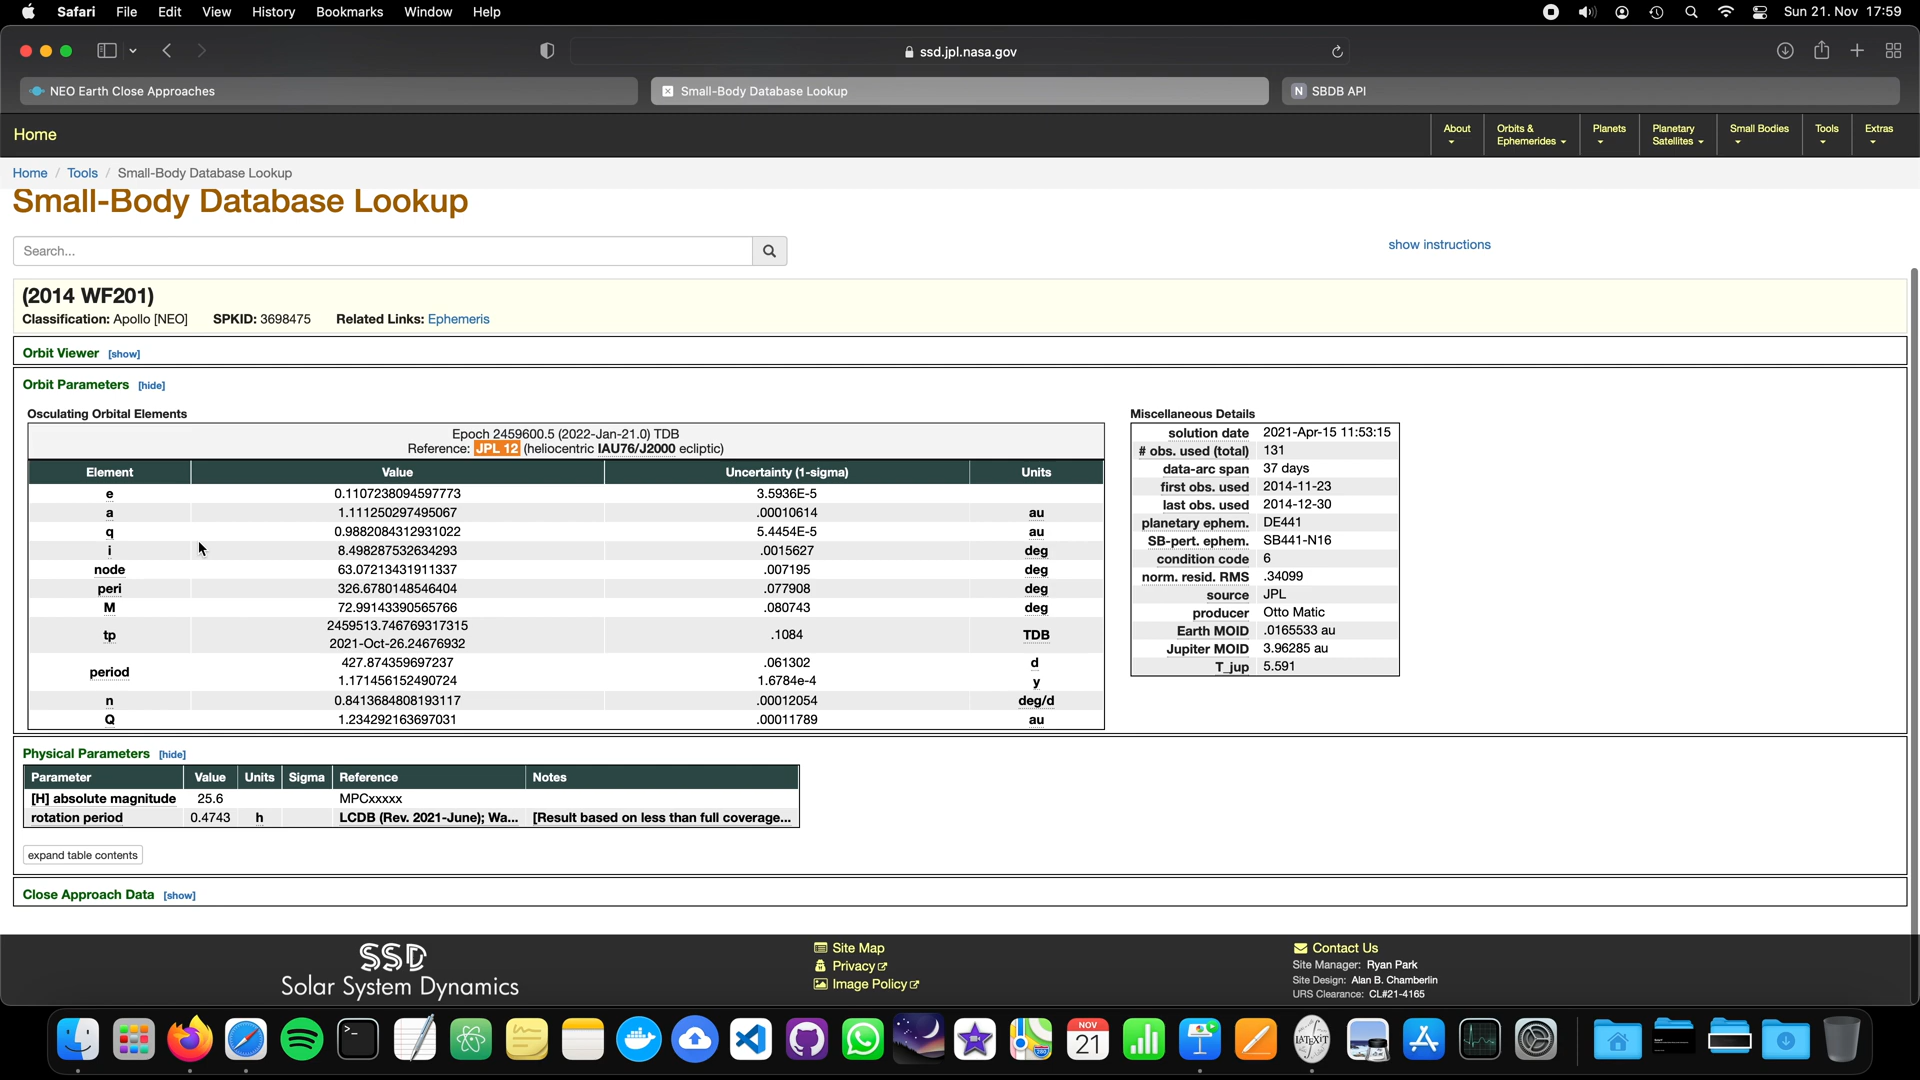 Safari File Edit View History Bookmarks Window Help Sun 21. Nov 17:59
ssd.jpl.nasa.gov
NEO Earth Close Approaches Small-Body Database Lookup N SBDB API
Home About Orbits & Ephemerides Planets Planetary Satellites Small Bodies Tools Extras
Home / Tools / Small-Body Database Lookup
Small-Body Database Lookup
Search... show instructions
(2014 WF201)
Classification: Apollo [NEO] SPKID: 3698475 Related Links: Ephemeris
Orbit Viewer [show]
Orbit Parameters [hide]
Osculating Orbital Elements
Epoch 2459600.5 (2022-Jan-21.0) TDB
Reference: JPL 12 (heliocentric IAU76/J2000 ecliptic)
Element Value Uncertainty (1-sigma) Units
e 0.1107238094597773 3.5936E-5
a 1.111250297495067 .00010614 au
q 0.9882084312931022 5.4454E-5 au
i 8.498287532634293 .0015627 deg
node 63.07213431911337 .007195 deg
peri 326.6780148546404 .077908 deg
M 72.99143390565766 .080743 deg
tp 2459513.746769317315 .1084 TDB
2021-Oct-26.24676932
period 427.874359697237 .061302 d
1.171456152490724 1.6784e-4 y
n 0.8413684808193117 .00012054 deg/d
Q 1.234292163697031 .00011789 au
Miscellaneous Details
solution date 2021-Apr-15 11:53:15
# obs. used (total) 131
data-arc span 37 days
first obs. used 2014-11-23
last obs. used 2014-12-30
planetary ephem. DE441
SB-pert. ephem. SB441-N16
condition code 6
norm. resid. RMS .34099
source JPL
producer Otto Matic
Earth MOID .0165533 au
Jupiter MOID 3.96285 au
T_jup 5.591
Physical Parameters [hide]
Parameter Value Units Sigma Reference Notes
[H] absolute magnitude 25.6 MPCxxxxx
rotation period 0.4743 h LCDB (Rev. 2021-June); Wa... [Result based on less than full coverage...
expand table contents
Close Approach Data [show]
SSD
Solar System Dynamics
Site Map
Privacy
Image Policy
Contact Us
Site Manager: Ryan Park
Site Design: Alan B. Chamberlin
URS Clearance: CL#21-4165
NOV
21
LATEXIT